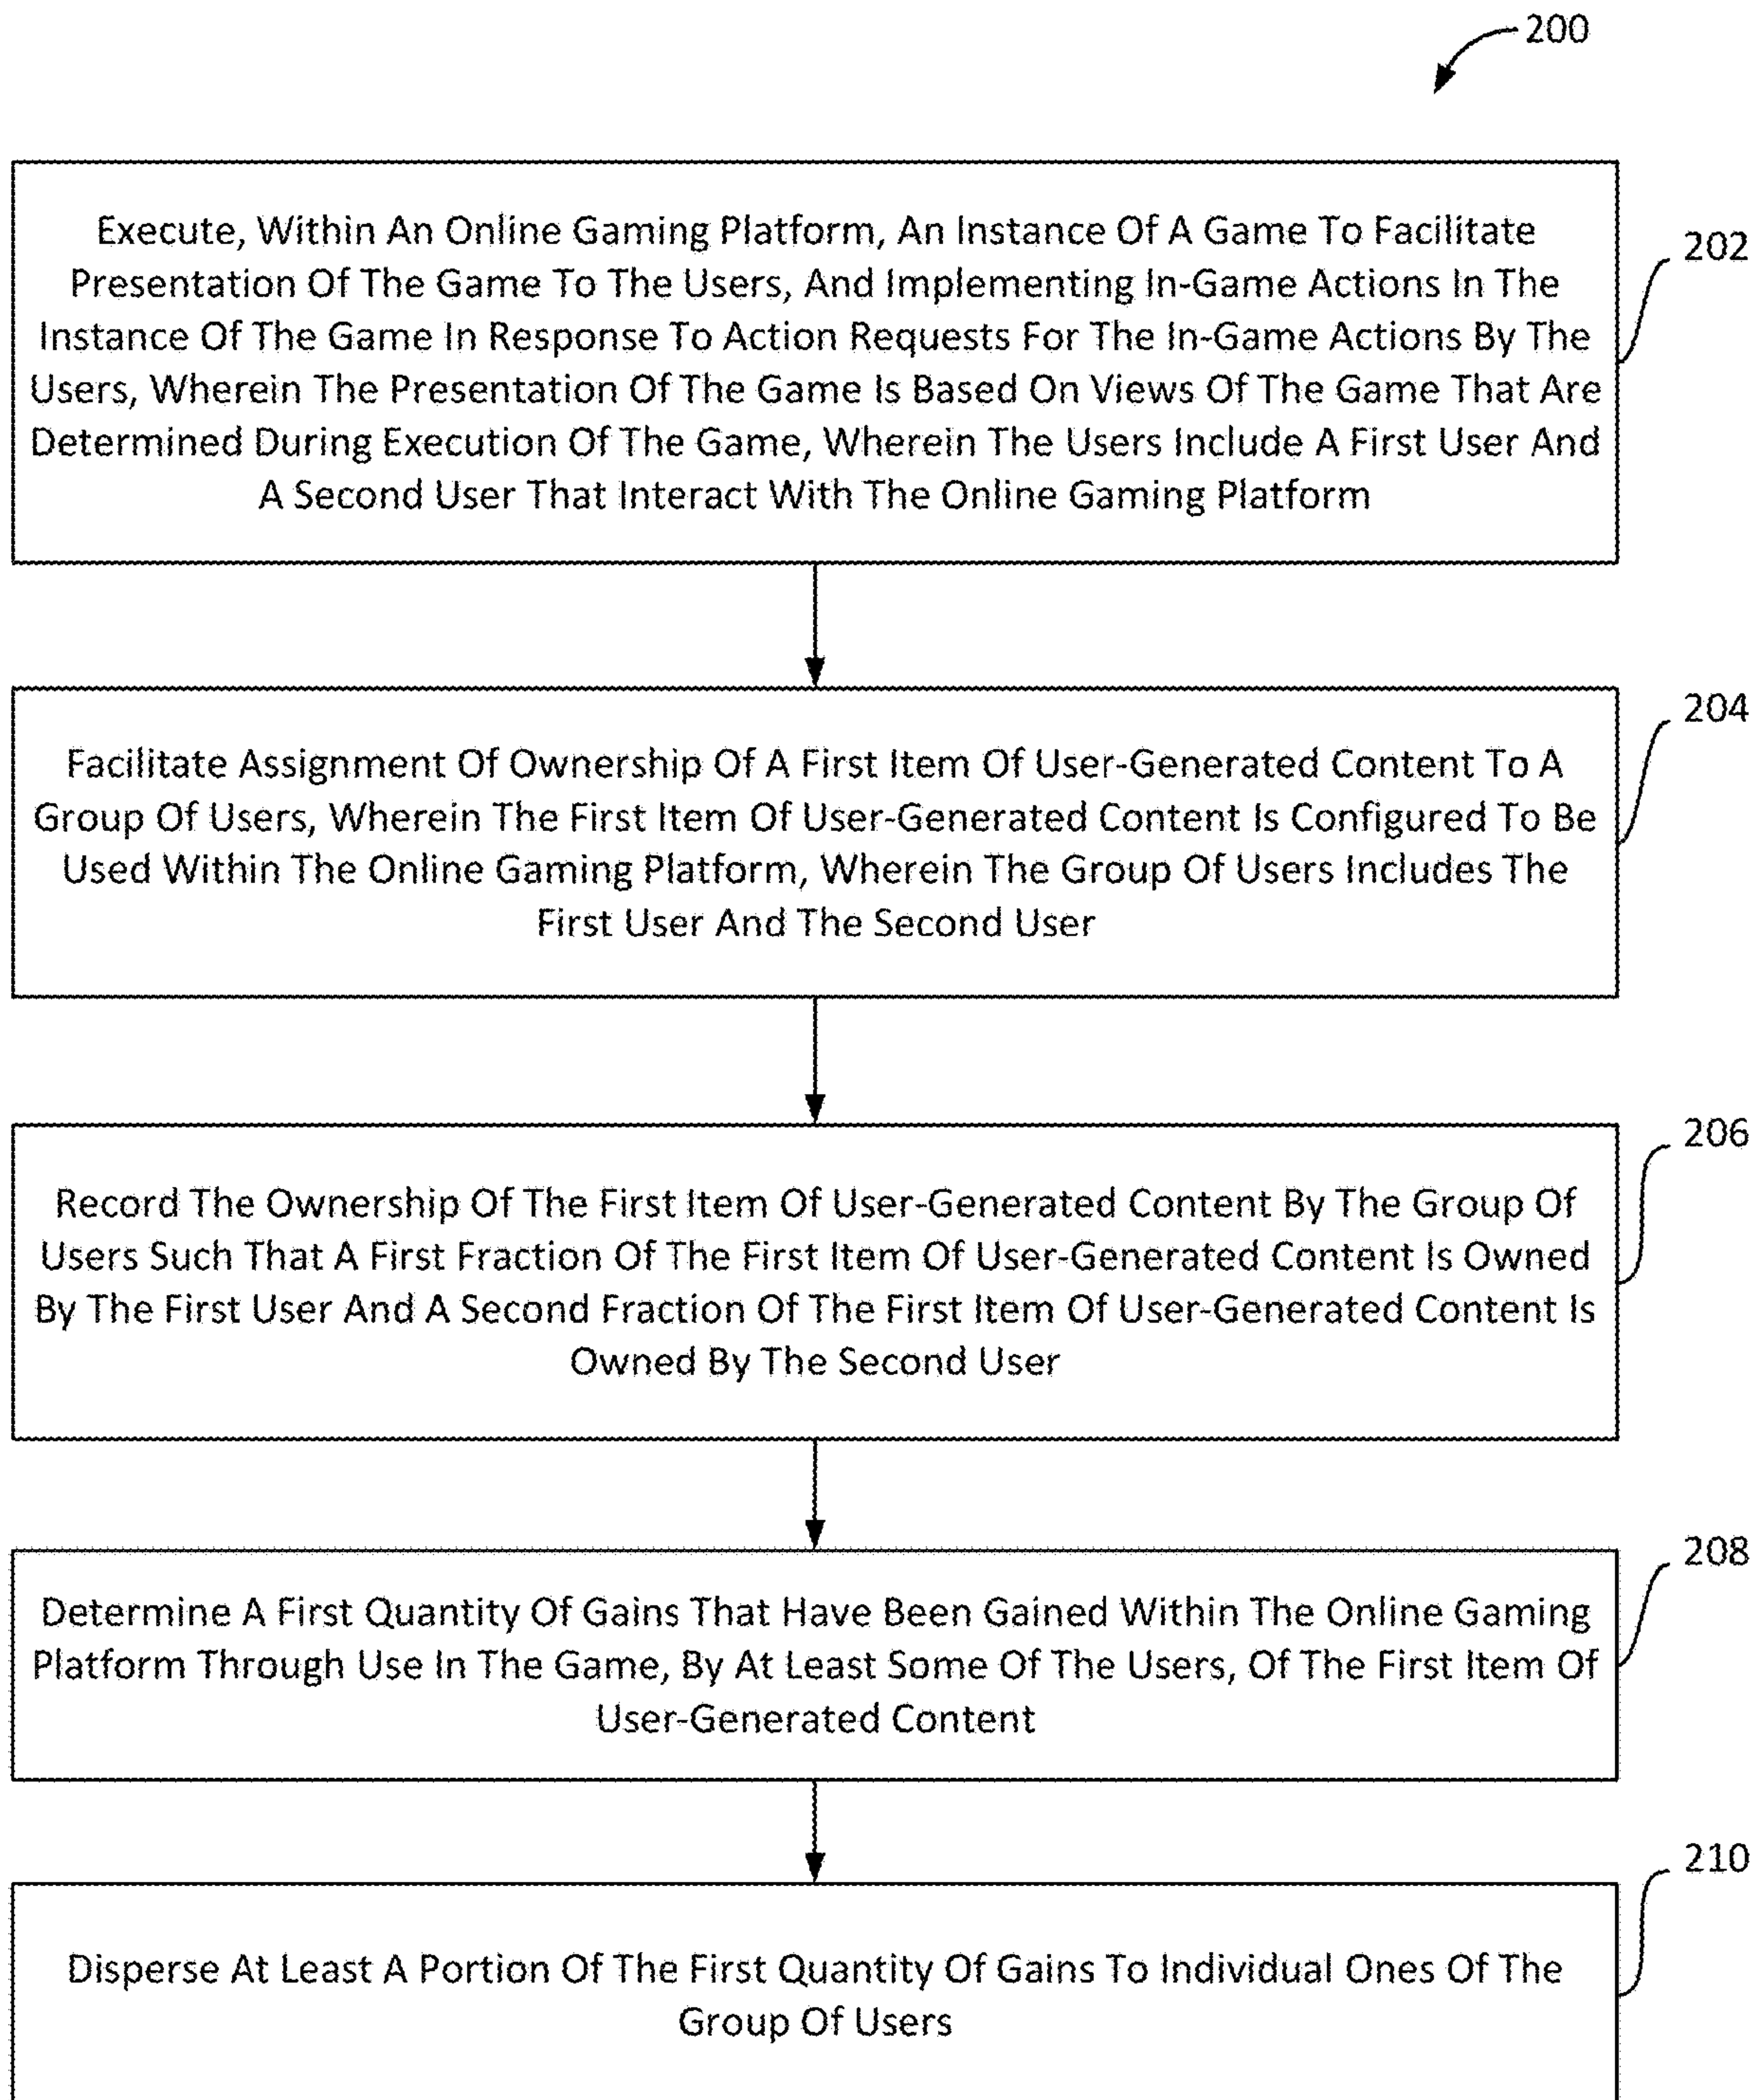 200
Execute, Within An Online Gaming Platform, An Instance Of A Game To Facilitate
Presentation Of The Game To The Users, And Implementing In-Game Actions In The
Instance Of The Game In Response To Action Requests For The In-Game Actions By The
Users, Wherein The Presentation Of The Game Is Based On Views Of The Game That Are
Determined During Execution Of The Game, Wherein The Users Include A First User And
A Second User That Interact With The Online Gaming Platform
202
Facilitate Assignment Of Ownership Of A First Item Of User-Generated Content To A
Group Of Users, Wherein The First Item Of User-Generated Content Is Configured To Be
Used Within The Online Gaming Platform, Wherein The Group Of Users Includes The
First User And The Second User
204
Record The Ownership Of The First Item Of User-Generated Content By The Group Of
Users Such That A First Fraction Of The First Item Of User-Generated Content Is Owned
By The First User And A Second Fraction Of The First Item Of User-Generated Content Is
Owned By The Second User
206
Determine A First Quantity Of Gains That Have Been Gained Within The Online Gaming
Platform Through Use In The Game, By At Least Some Of The Users, Of The First Item Of
User-Generated Content
208
Disperse At Least A Portion Of The First Quantity Of Gains To Individual Ones Of The
Group Of Users
210